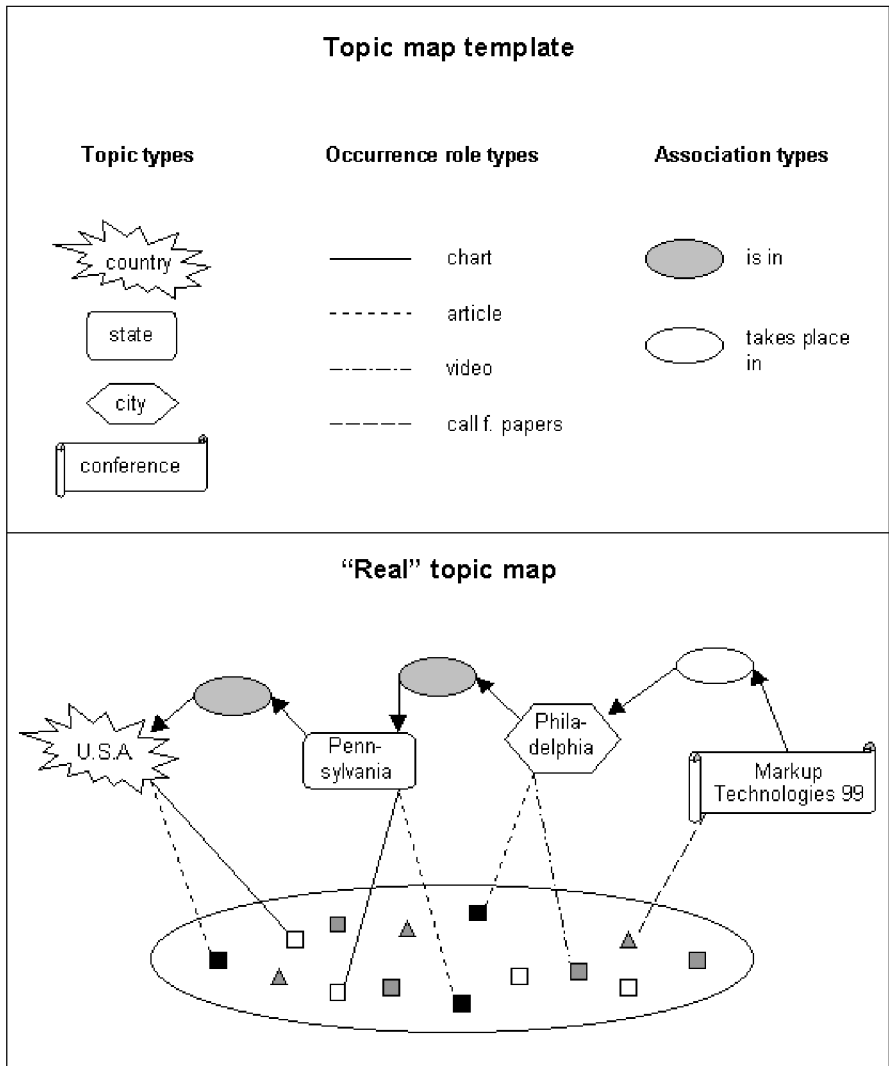 Topic map template
Topic types
Occurrence role types
Association types
country
chart
is in
state
article
takes place
in
video
city
call f. papers
conference
“Real” topic map
U.S.A
Penn-
sylvania
Phila-
delphia
Markup
Technologies 99